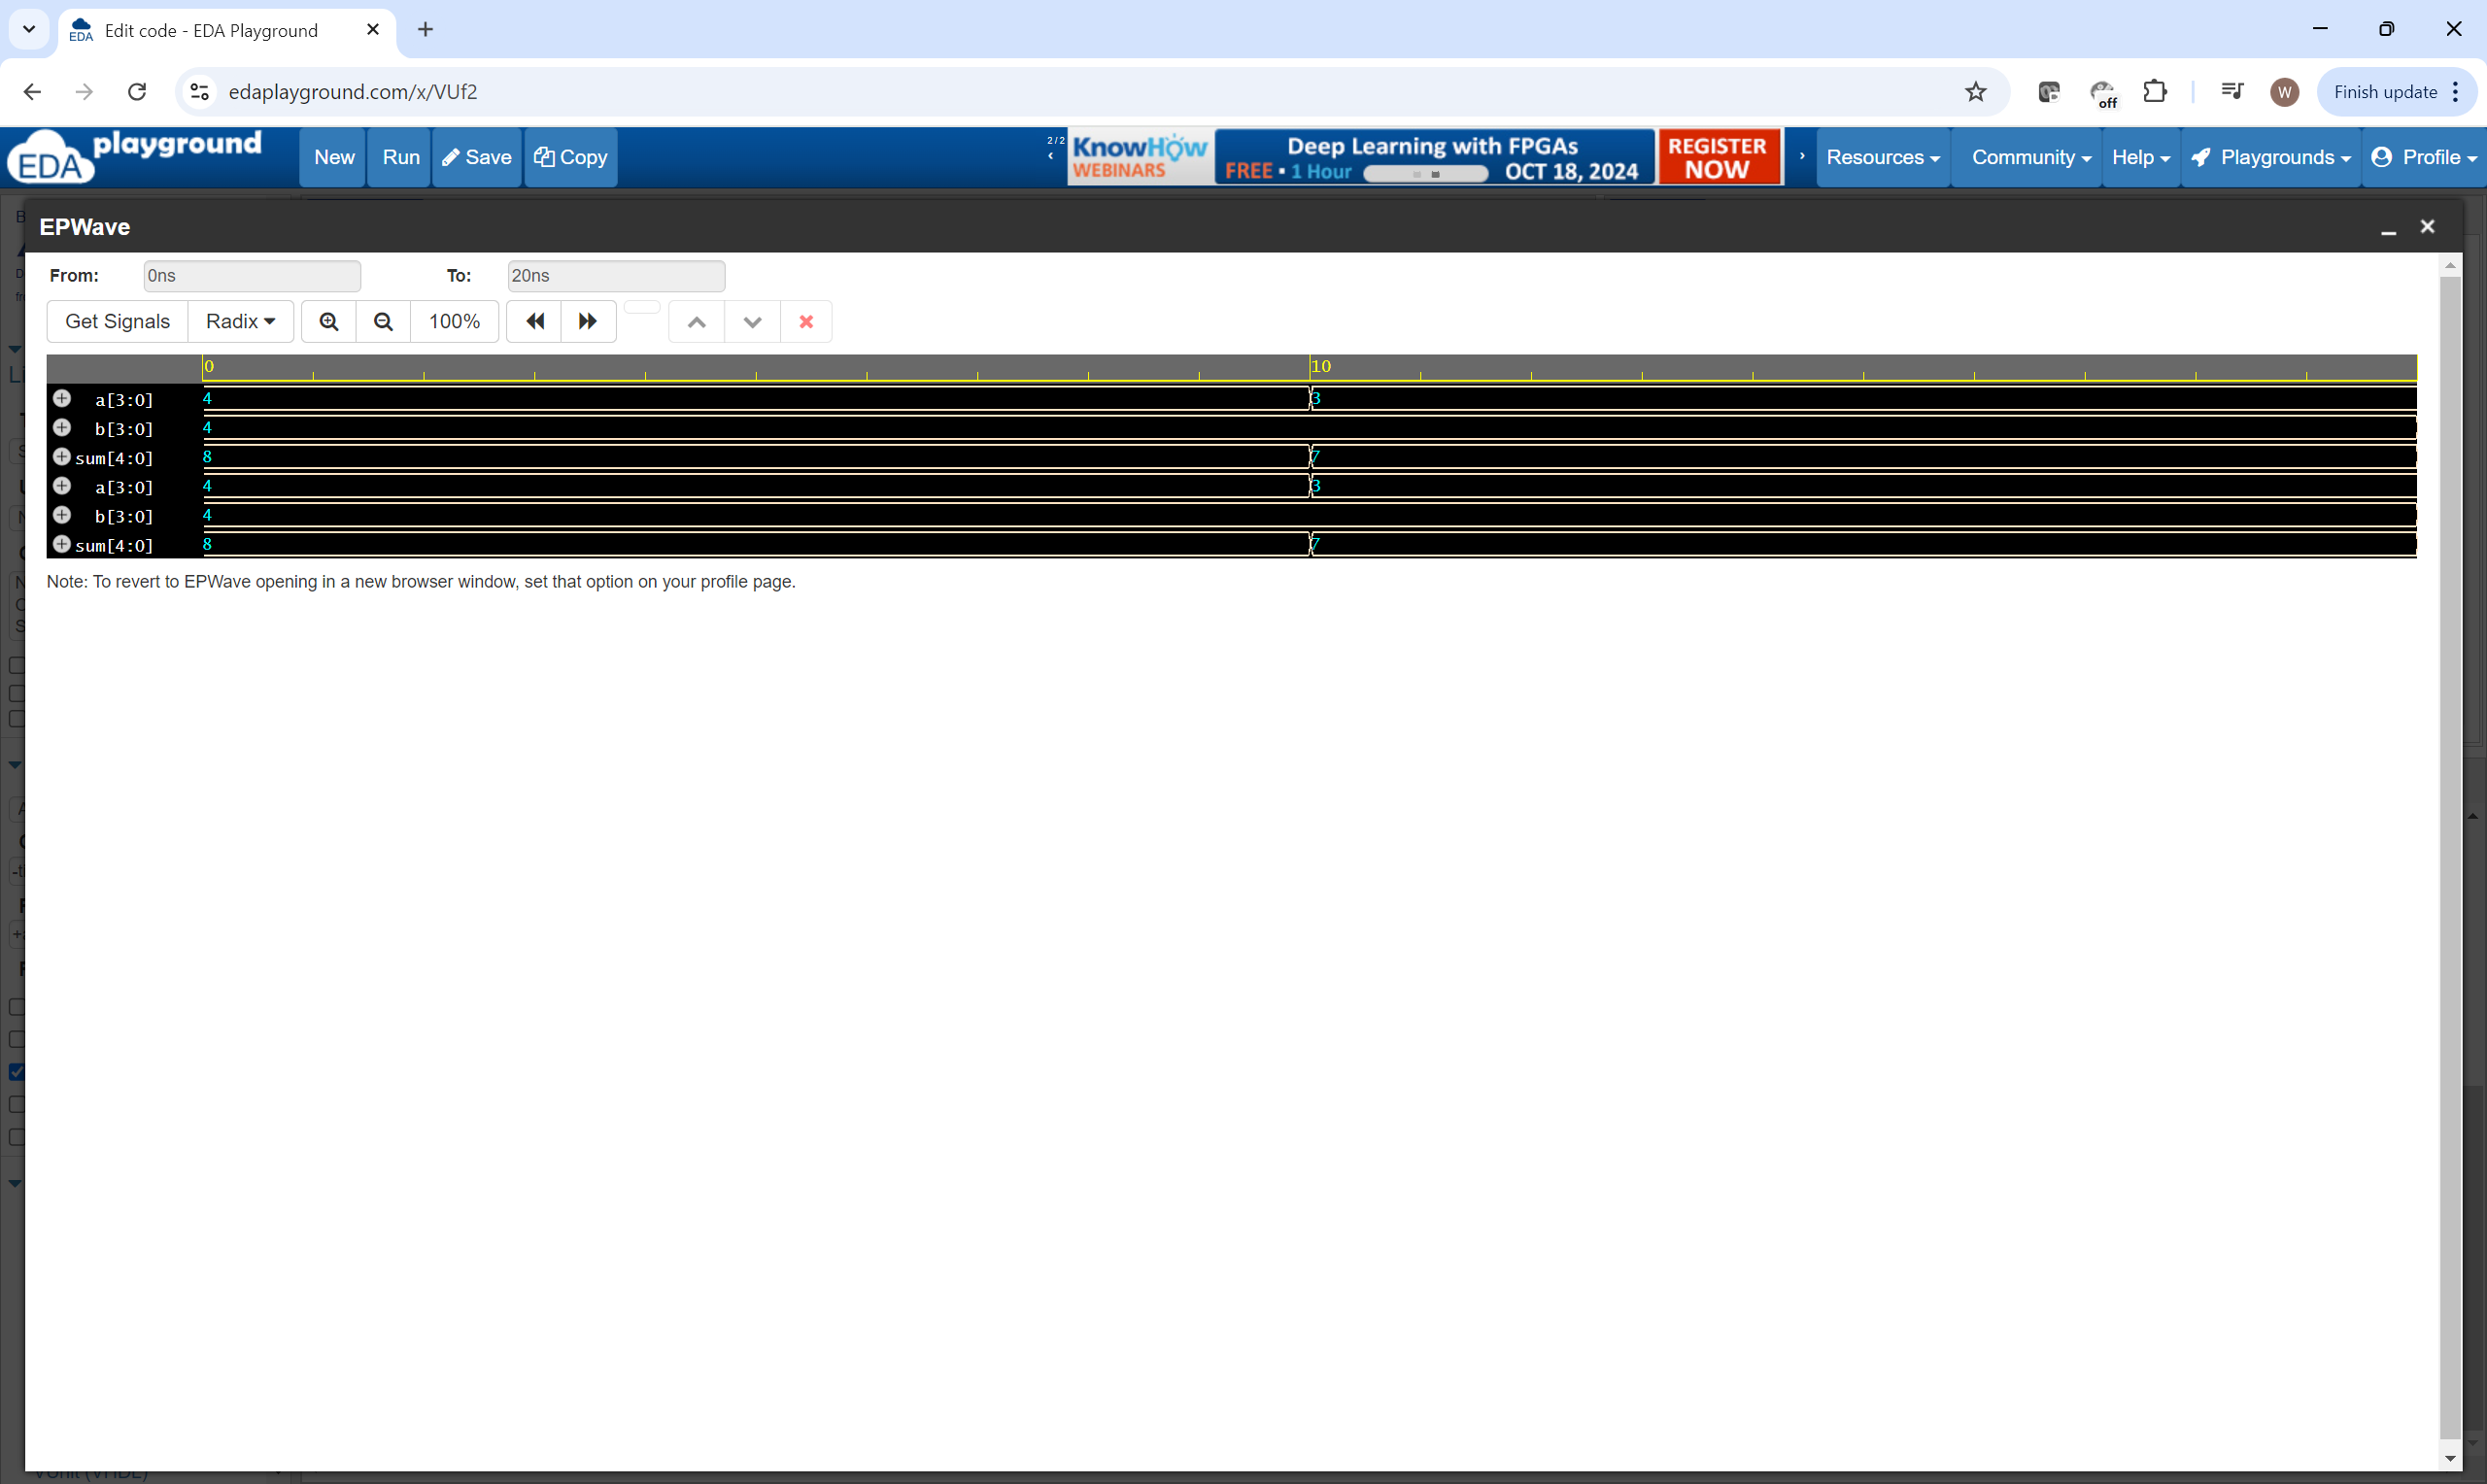 EDA Edit code - EDA Playground
edaplayground.com/x/VUf2
off
W
Finish update
EDA playground
New
Run
Save
Copy
2/2
KnowHow
WEBINARS
Deep Learning with FPGAs
FREE • 1 Hour
OCT 18, 2024
REGISTER
NOW
Resources
Community
Help
Playgrounds
Profile
EPWave
From:
0ns
To:
20ns
Get Signals
Radix
100%
0
10
a[3:0] 4 3
b[3:0] 4
sum[4:0] 8 7
a[3:0] 4 3
b[3:0] 4
sum[4:0] 8 7
Note: To revert to EPWave opening in a new browser window, set that option on your profile page.